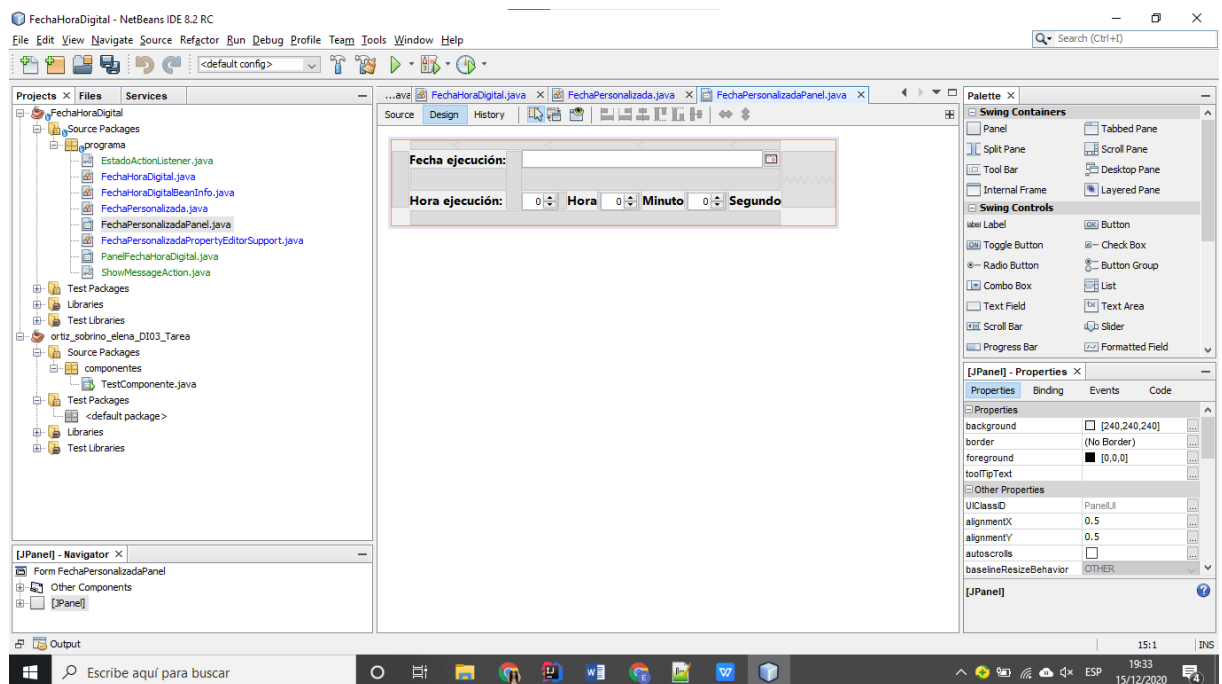 FechaHoraDigital - NetBeans IDE 8.2 RC
File Edit View Navigate Source Refactor Run Debug Profile Team Tools Window Help
Search (Ctrl+I)
<default config>
Projects Files Services
FechaHoraDigital
Source Packages
programa
EstadoActionListener.java
FechaHoraDigital.java
FechaHoraDigitalBeanInfo.java
FechaPersonalizada.java
FechaPersonalizadaPanel.java
FechaPersonalizadaPropertyEditorSupport.java
PanelFechaHoraDigital.java
ShowMessageAction.java
Test Packages
Libraries
Test Libraries
ortiz_sobrino_elena_DI03_Tarea
Source Packages
componentes
TestComponente.java
Test Packages
<default package>
Libraries
Test Libraries
[JPanel] - Navigator
Form FechaPersonalizadaPanel
Other Components
[JPanel]
...ava FechaHoraDigital.java FechaPersonalizada.java FechaPersonalizadaPanel.java
Source Design History
Fecha ejecución:
Hora ejecución: 0 Hora 0 Minuto 0 Segundo
Palette
Swing Containers
Panel Tabbed Pane
Split Pane Scroll Pane
Tool Bar Desktop Pane
Internal Frame Layered Pane
Swing Controls
label Label OK Button
ON Toggle Button Check Box
Radio Button Button Group
Combo Box List
Text Field Text Area
Scroll Bar Slider
Progress Bar Formatted Field
[JPanel] - Properties
Properties Binding Events Code
Properties
background [240,240,240] ...
border (No Border) ...
foreground [0,0,0] ...
toolTipText ...
Other Properties
UIClassID PanelUI ...
alignmentX 0.5 ...
alignmentY 0.5 ...
autoscrolls ...
baselineResizeBehavior OTHER
[JPanel]
Output
15:1 INS
Escribe aquí para buscar
ESP
19:33
15/12/2020
4